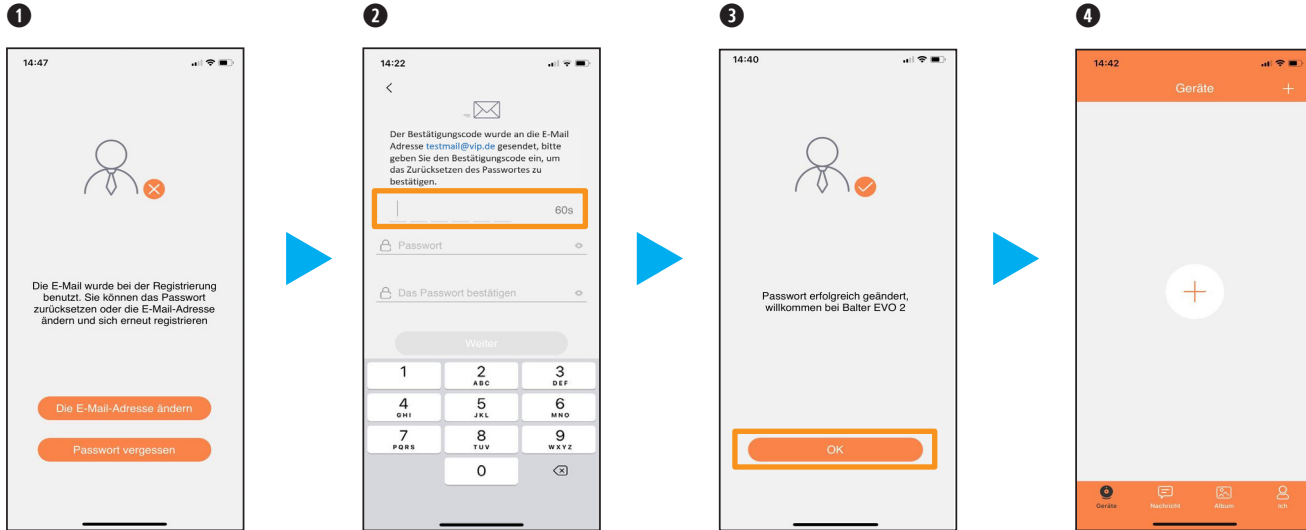 ❶
14:47
Die E-Mail wurde bei der Registrierung
benutzt. Sie können das Passwort
zurücksetzen oder die E-Mail-Adresse
ändern und sich erneut registrieren
Die E-Mail-Adresse ändern
Passwort vergessen
❷
14:22
Der Bestätigungscode wurde an die E-Mail
Adresse testmail@vip.de gesendet, bitte
geben Sie den Bestätigungscode ein, um
das Zurücksetzen des Passwortes zu
bestätigen.
60s
Passwort
Das Passwort bestätigen
Weiter
1 2 3
ABC DEF
4 5 6
GHI JKL MNO
7 8 9
PQRS TUV WXYZ
0
❸
14:40
Passwort erfolgreich geändert,
willkommen bei Balter EVO 2
OK
❹
14:42
Geräte +
Geräte Nachricht Album Ich